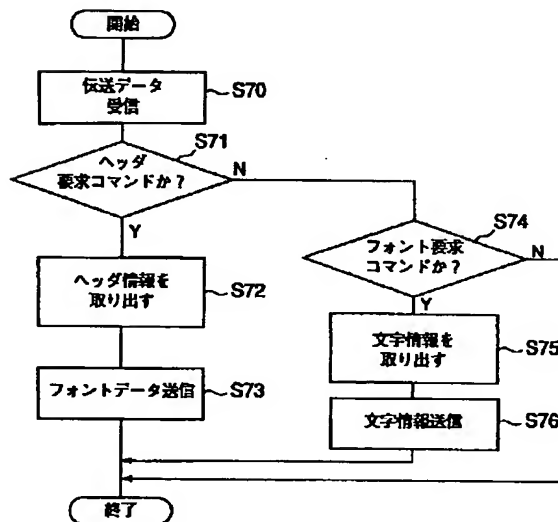 開始
伝送データ
受信
S70
S71
ヘッダ
要求コマンドか？
N
Y
S74
フォント要求
コマンドか？
N
Y
ヘッダ情報を
取り出す
S72
文字情報を
取り出す
S75
フォントデータ送信
S73
文字情報送信
S76
終了